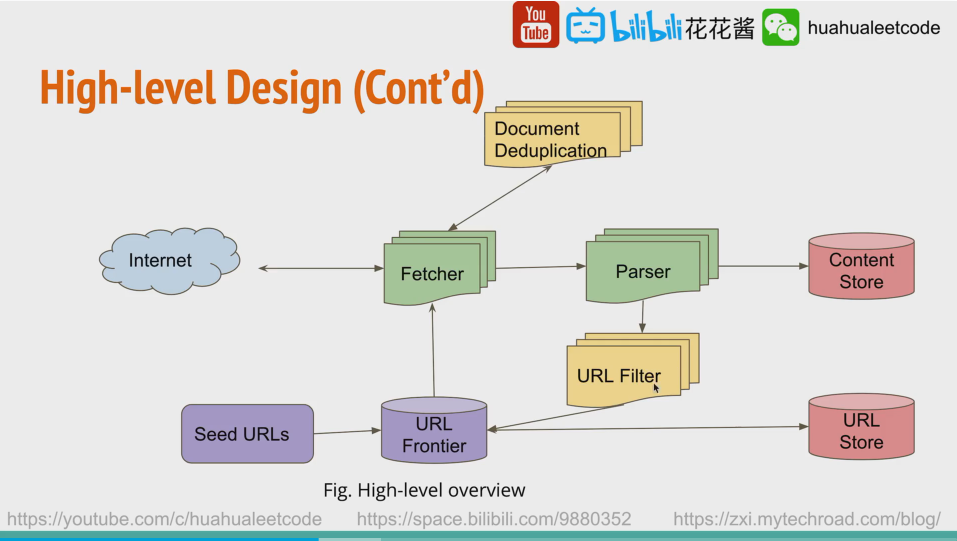 You
Tube
bilibili 花花酱
huahualeetcode
High-level Design (Cont'd)
Document
Deduplication
Internet
Fetcher
Parser
Content
Store
URL Filter
Seed URLs
URL
Frontier
URL
Store
Fig. High-level overview
https://youtube.com/c/huahualeetcode
https://space.bilibili.com/9880352
https://zxi.mytechroad.com/blog/